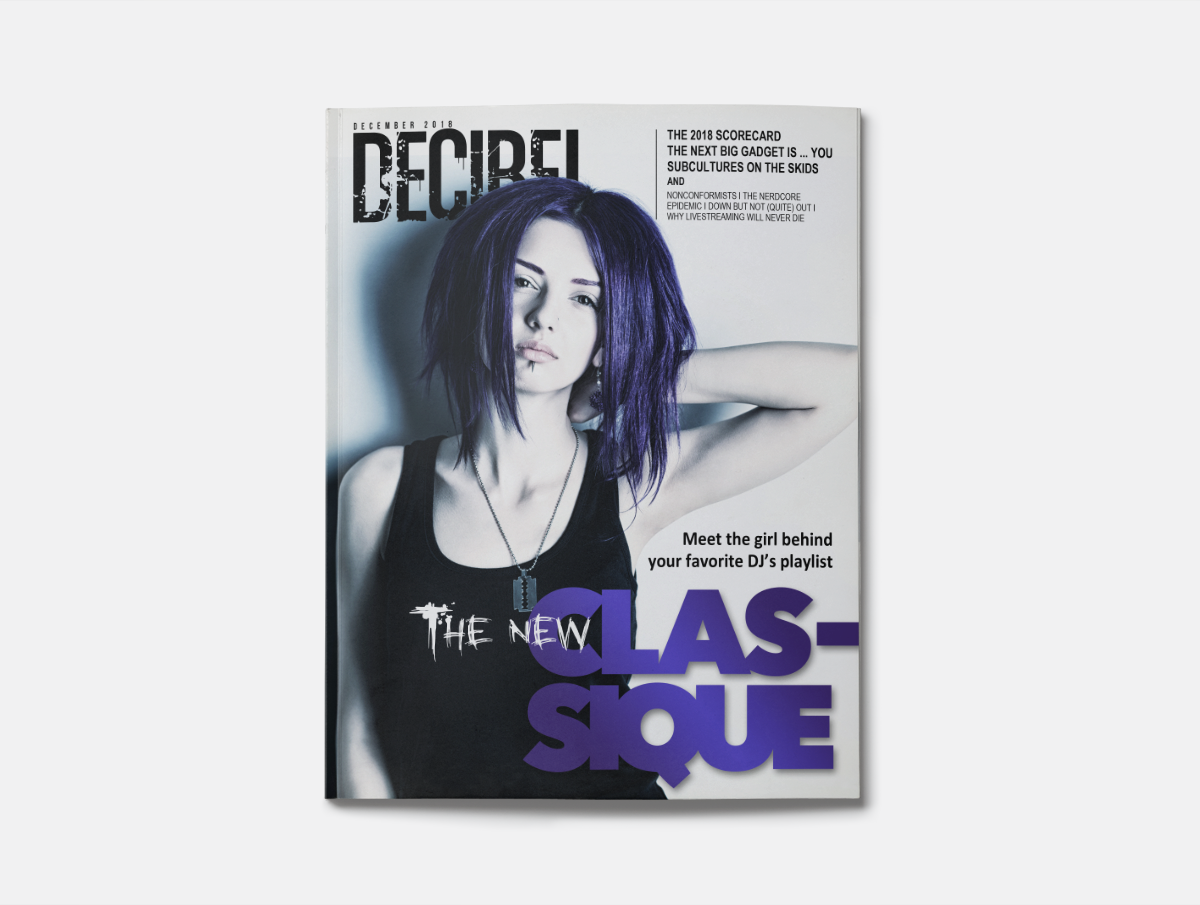 DECEMBER 2018
DECIBEL
THE 2018 SCORECARD
THE NEXT BIG GADGET IS ... YOU
SUBCULTURES ON THE SKIDS
AND
NONCONFORMISTS I THE NERDCORE
EPIDEMIC I DOWN BUT NOT (QUITE) OUT I
WHY LIVESTREAMING WILL NEVER DIE
Meet the girl behind
your favorite DJ’s playlist
THE NEW
CLAS-
SIQUE